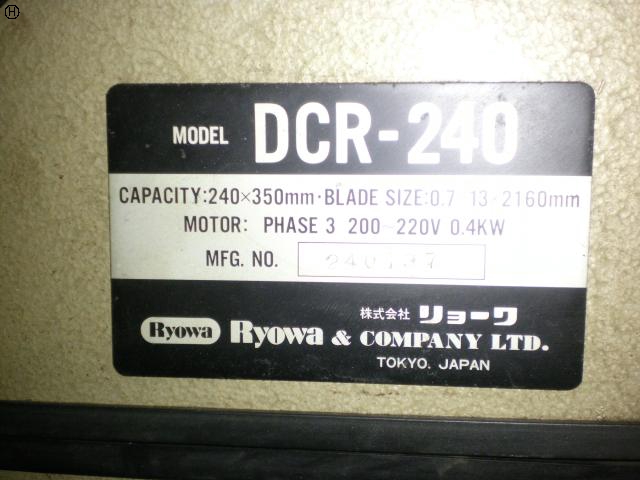 H
MODEL DCR-240
CAPACITY:240×350mm·BLADE SIZE:0.7 13·2160mm
MOTOR: PHASE 3 200~220V 0.4KW
MFG. NO.
株式会社 リョーワ
Ryowa Ryowa & COMPANY LTD.
TOKYO. JAPAN